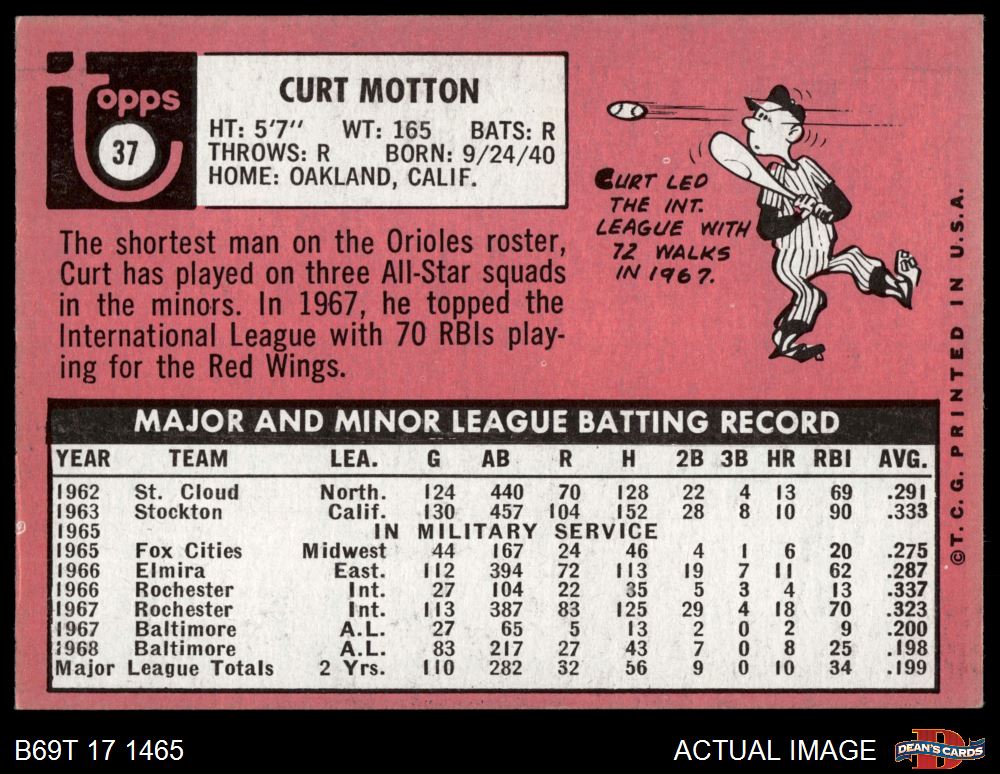 Topps
37
CURT MOTTON
HT: 5'7" WT: 165 BATS: R
THROWS: R BORN: 9/24/40
HOME: OAKLAND, CALIF.
The shortest man on the Orioles roster,
Curt has played on three All-Star squads
in the minors. In 1967, he topped the
International League with 70 RBIs play-
ing for the Red Wings.
CURT LED
THE INT.
LEAGUE WITH
72 WALKS
IN 1967.
©T. C. G. PRINTED IN U.S.A.
MAJOR AND MINOR LEAGUE BATTING RECORD
YEAR TEAM LEA. G AB R H 2B 3B HR RBI AVG.
1962 St. Cloud North. 124 440 70 128 22 4 13 69 .291
1963 Stockton Calif. 130 457 104 152 28 8 10 90 .333
1965 IN MILITARY SERVICE
1965 Fox Cities Midwest 44 167 24 46 4 1 6 20 .275
1966 Elmira East. 112 394 72 113 19 7 11 62 .287
1966 Rochester Int. 27 104 22 35 5 3 4 13 .337
1967 Rochester Int. 113 387 83 125 29 4 18 70 .323
1967 Baltimore A.L. 27 65 5 13 2 0 2 9 .200
1968 Baltimore A.L. 83 217 27 43 7 0 8 25 .198
Major League Totals 2 Yrs. 110 282 32 56 9 0 10 34 .199
B69T 17 1465
ACTUAL IMAGE
D
DEAN'S CARDS